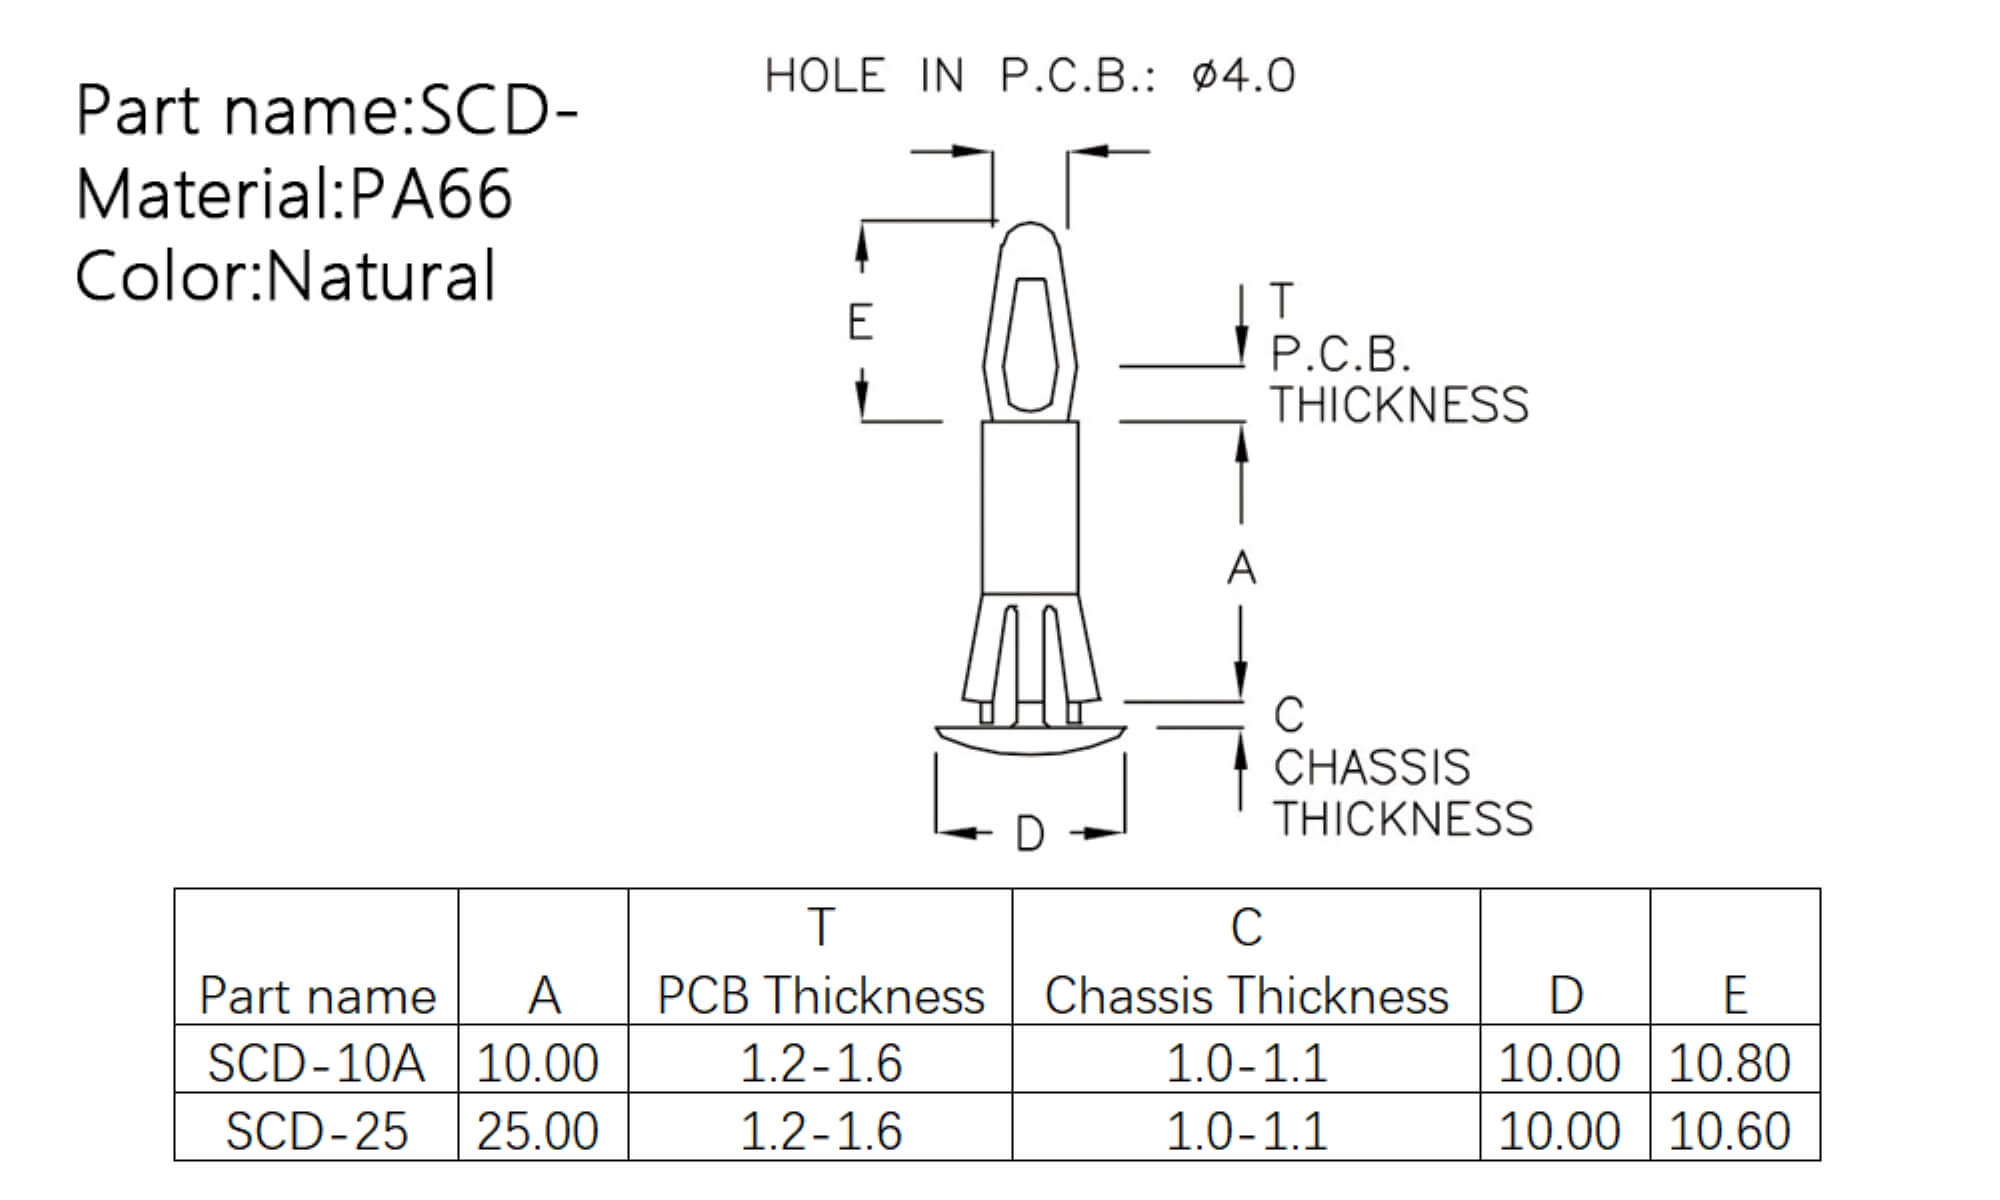 Part name:SCD-
Material:PA66
Color:Natural
HOLE IN P.C.B.: ø4.0
E
T
P.C.B.
THICKNESS
A
C
CHASSIS
THICKNESS
D
Part name A T PCB Thickness C Chassis Thickness D E
SCD-10A 10.00 1.2-1.6 1.0-1.1 10.00 10.80
SCD-25 25.00 1.2-1.6 1.0-1.1 10.00 10.60